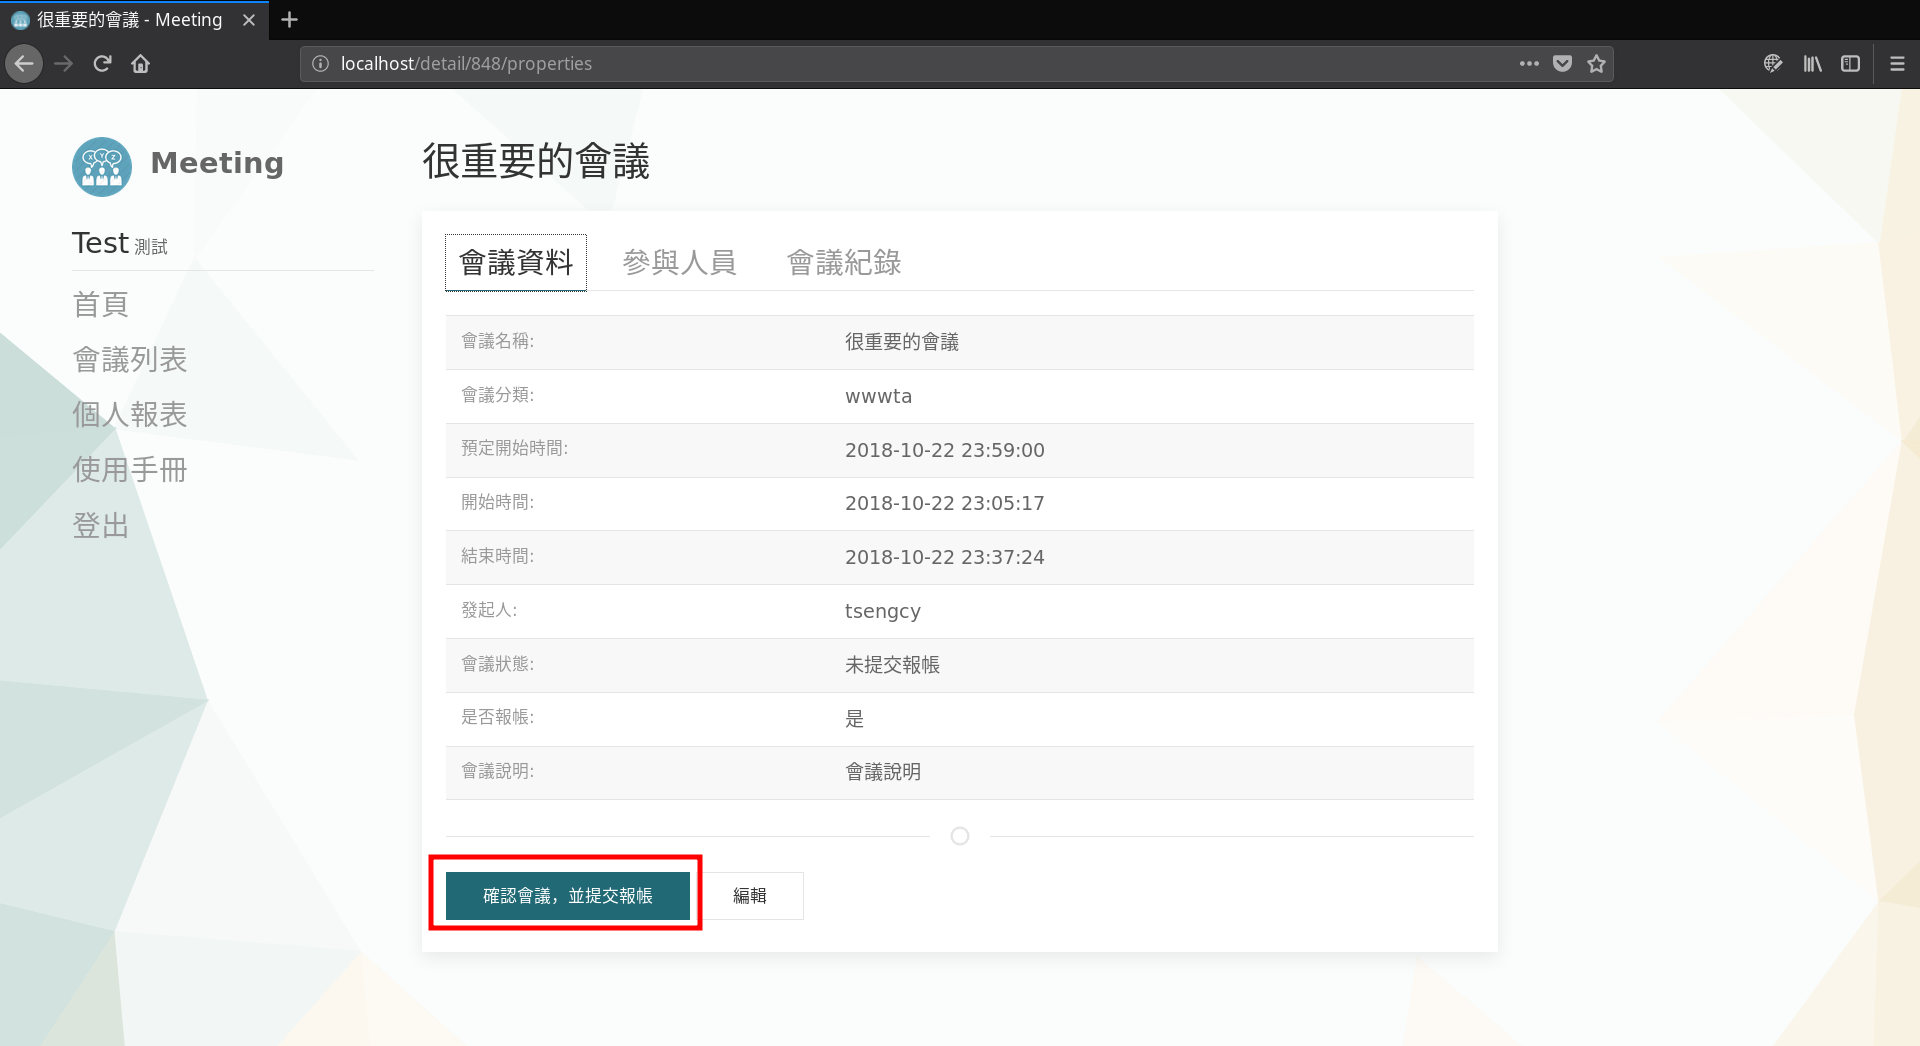 很重要的會議 - Meeting
localhost/detail/848/properties
Meeting
Test 測試
首頁
會議列表
個人報表
使用手冊
登出
很重要的會議
會議資料 參與人員 會議紀錄
會議名稱: 很重要的會議
會議分類: wwwta
預定開始時間: 2018-10-22 23:59:00
開始時間: 2018-10-22 23:05:17
結束時間: 2018-10-22 23:37:24
發起人: tsengcy
會議狀態: 未提交報帳
是否報帳: 是
會議說明: 會議說明
確認會議，並提交報帳 編輯